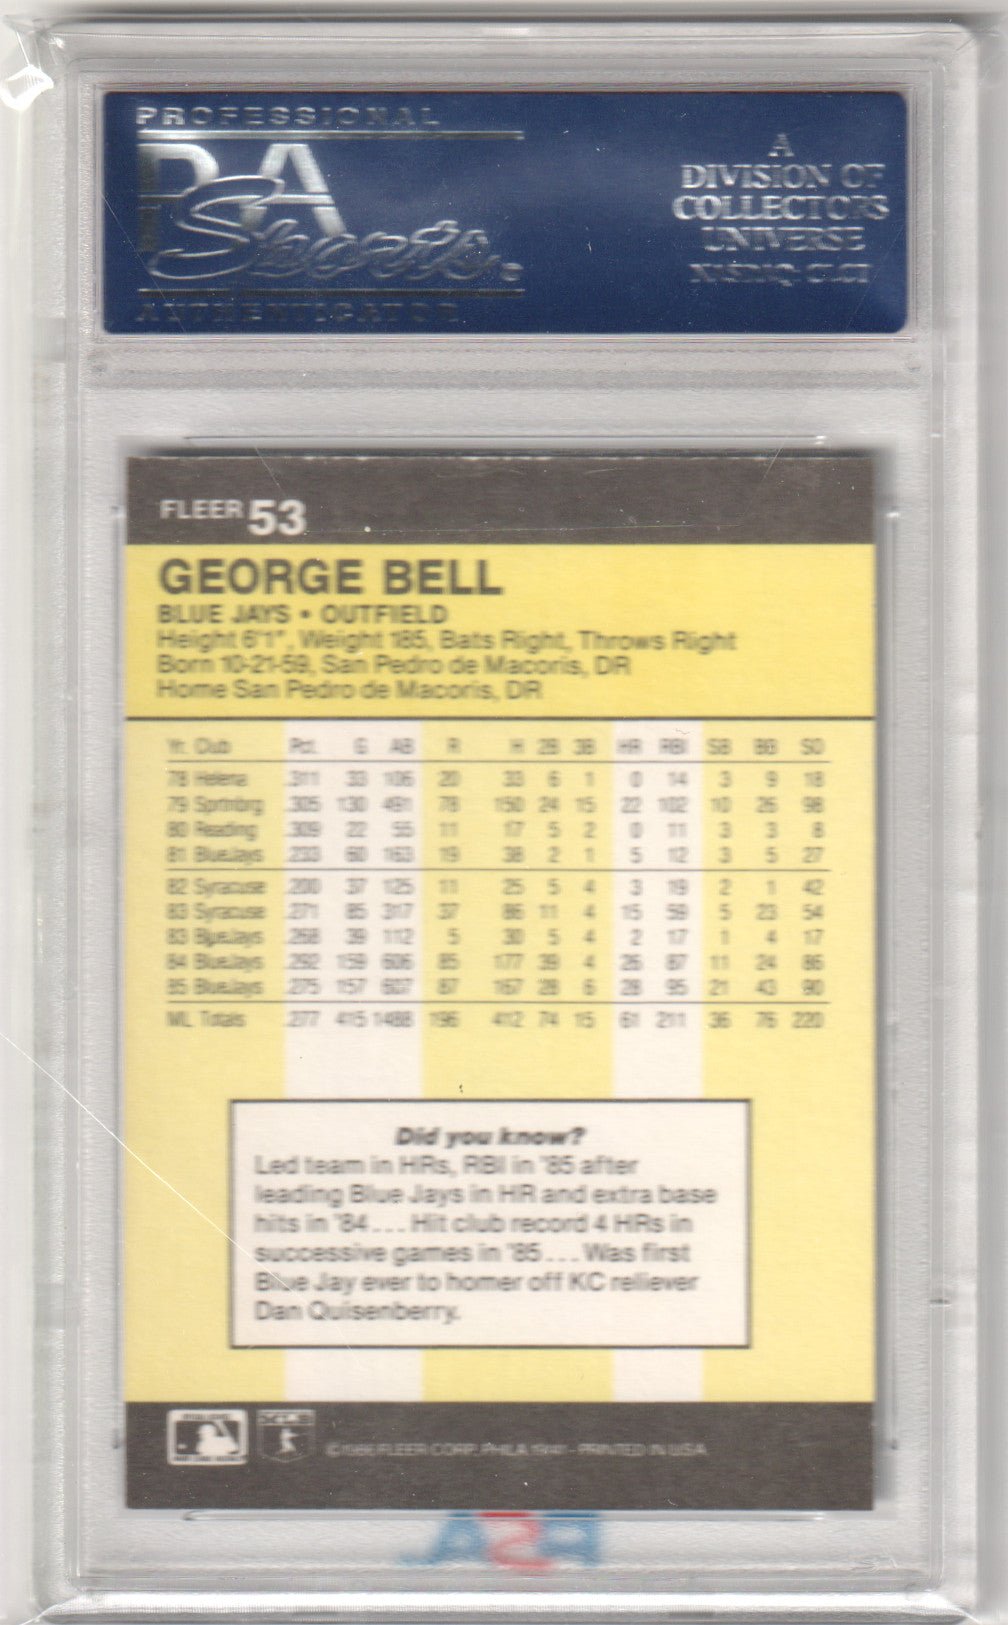 PROFESSIONAL
PSA
Sports
AUTHENTICATOR
A
DIVISION OF
COLLECTORS
UNIVERSE
NASDAQ: CLCT
FLEER 53
GEORGE BELL
BLUE JAYS • OUTFIELD
Height 6'1", Weight 185, Bats Right, Throws Right
Born 10-21-59, San Pedro de Macoris, DR
Home San Pedro de Macoris, DR
Yr. Club Pct. G AB R H 2B 3B HR RBI SB BB SO
78 Helena .311 33 106 20 33 6 1 0 14 3 9 18
79 Sprtnbrg .305 130 491 78 150 24 15 22 102 10 26 98
80 Reading .309 22 55 11 17 5 2 0 11 3 3 8
81 BlueJays .233 60 163 19 38 2 1 5 12 3 5 27
82 Syracuse .200 37 125 11 25 5 4 3 19 2 1 42
83 Syracuse .271 85 317 37 86 11 4 15 59 5 23 54
83 BlueJays .268 39 112 5 30 5 4 2 17 1 4 17
84 BlueJays .292 159 606 85 177 39 4 26 87 11 24 86
85 BlueJays .275 157 607 87 167 28 6 28 95 21 43 90
ML Totals .277 415 1488 196 412 74 15 61 211 36 76 220
Did you know?
Led team in HRs, RBI in '85 after
leading Blue Jays in HR and extra base
hits in '84... Hit club record 4 HRs in
successive games in '85... Was first
Blue Jay ever to homer off KC reliever
Dan Quisenberry.
©1986 FLEER CORP. PHILA 19141 - PRINTED IN U.S.A.
PSA